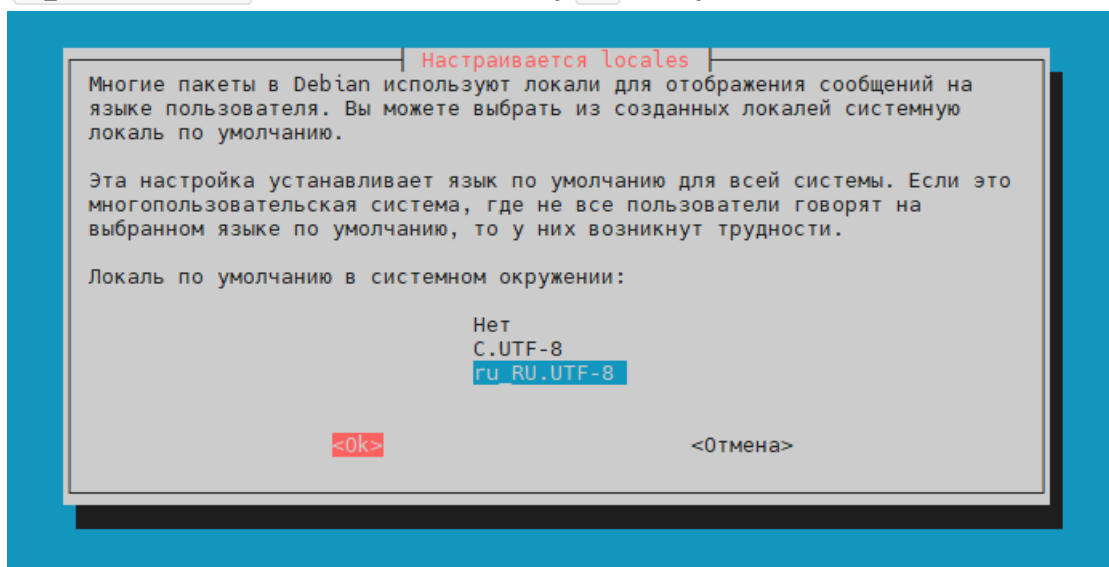 Настраивается locales
Многие пакеты в Debian используют локали для отображения сообщений на
языке пользователя. Вы можете выбрать из созданных локалей системную
локаль по умолчанию.
Эта настройка устанавливает язык по умолчанию для всей системы. Если это
многопользовательская система, где не все пользователи говорят на
выбранном языке по умолчанию, то у них возникнут трудности.
Локаль по умолчанию в системном окружении:
Нет
C.UTF-8
ru_RU.UTF-8
<Ok> <Отмена>